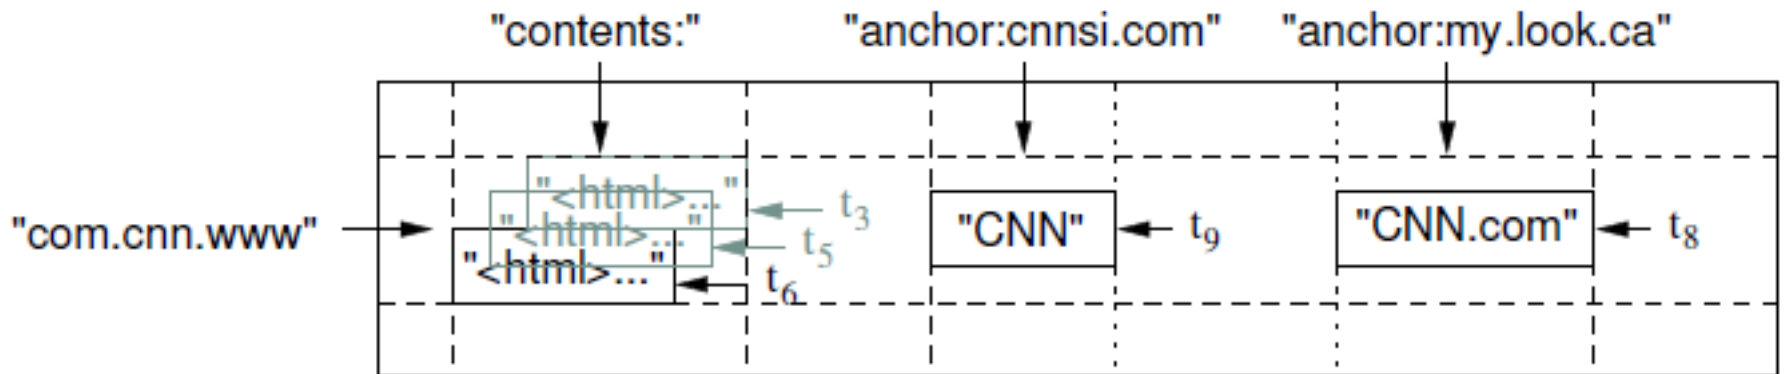 "contents:" "anchor:cnnsi.com" "anchor:my.look.ca"
"<html>..." t3
"com.cnn.www" "<html>..." t5 "CNN" t9 "CNN.com" t8
"<html>..." t6